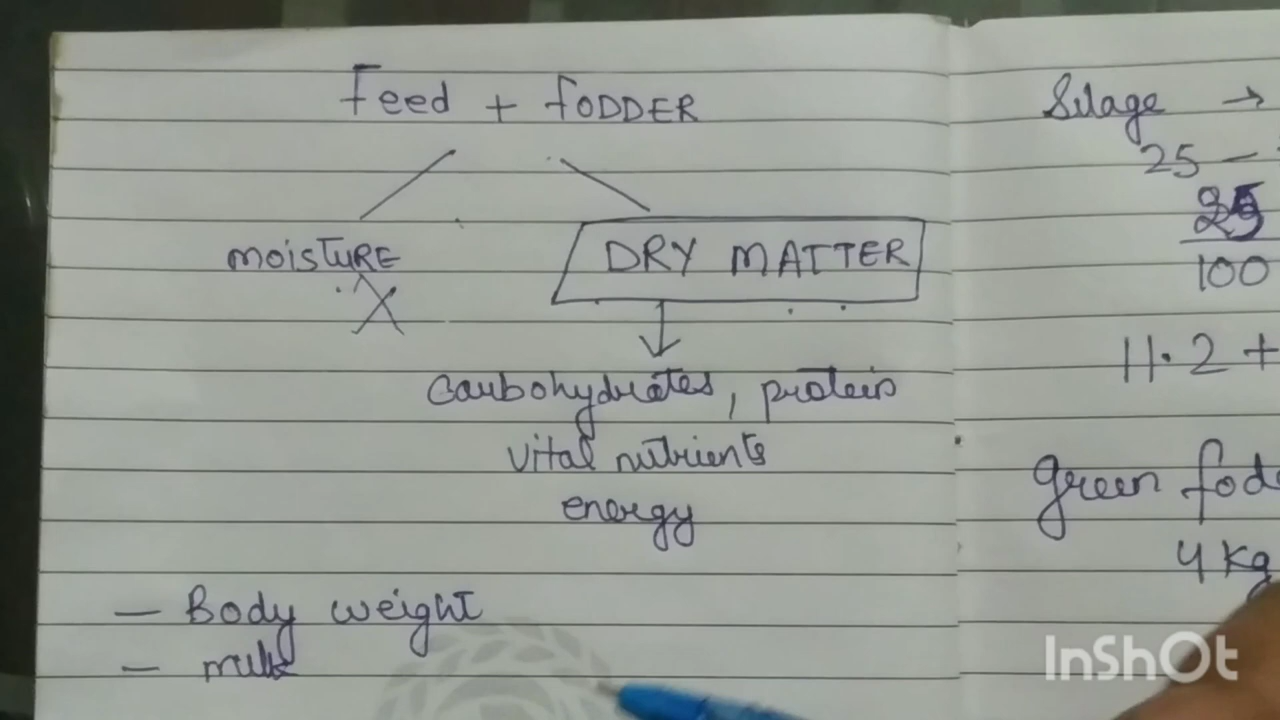 Feed + FODDER
MOISTURE
X
DRY MATTER
carbohydrates, protein
vital nutrients
energy
— Body weight
— milk
Silage →
25 —
100
11.2 +
green fod
4 kg
InShOt